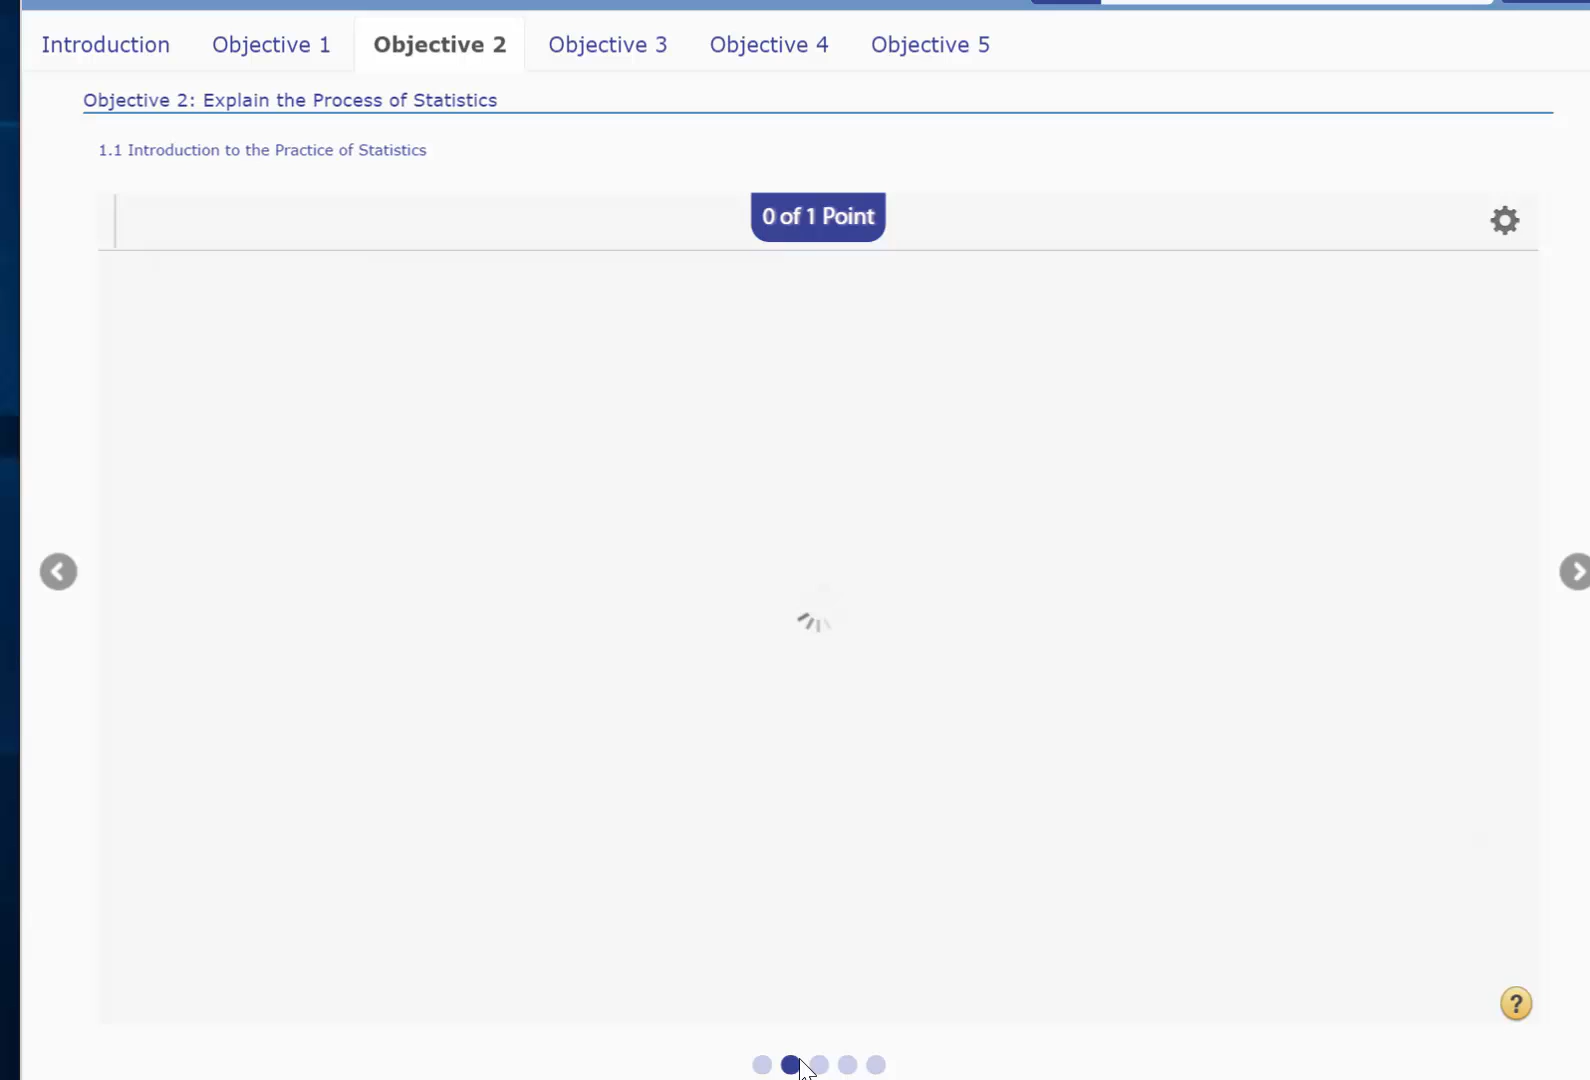 Introduction Objective 1 Objective 2 Objective 3 Objective 4 Objective 5
Objective 2: Explain the Process of Statistics
1.1 Introduction to the Practice of Statistics
0 of 1 Point
?